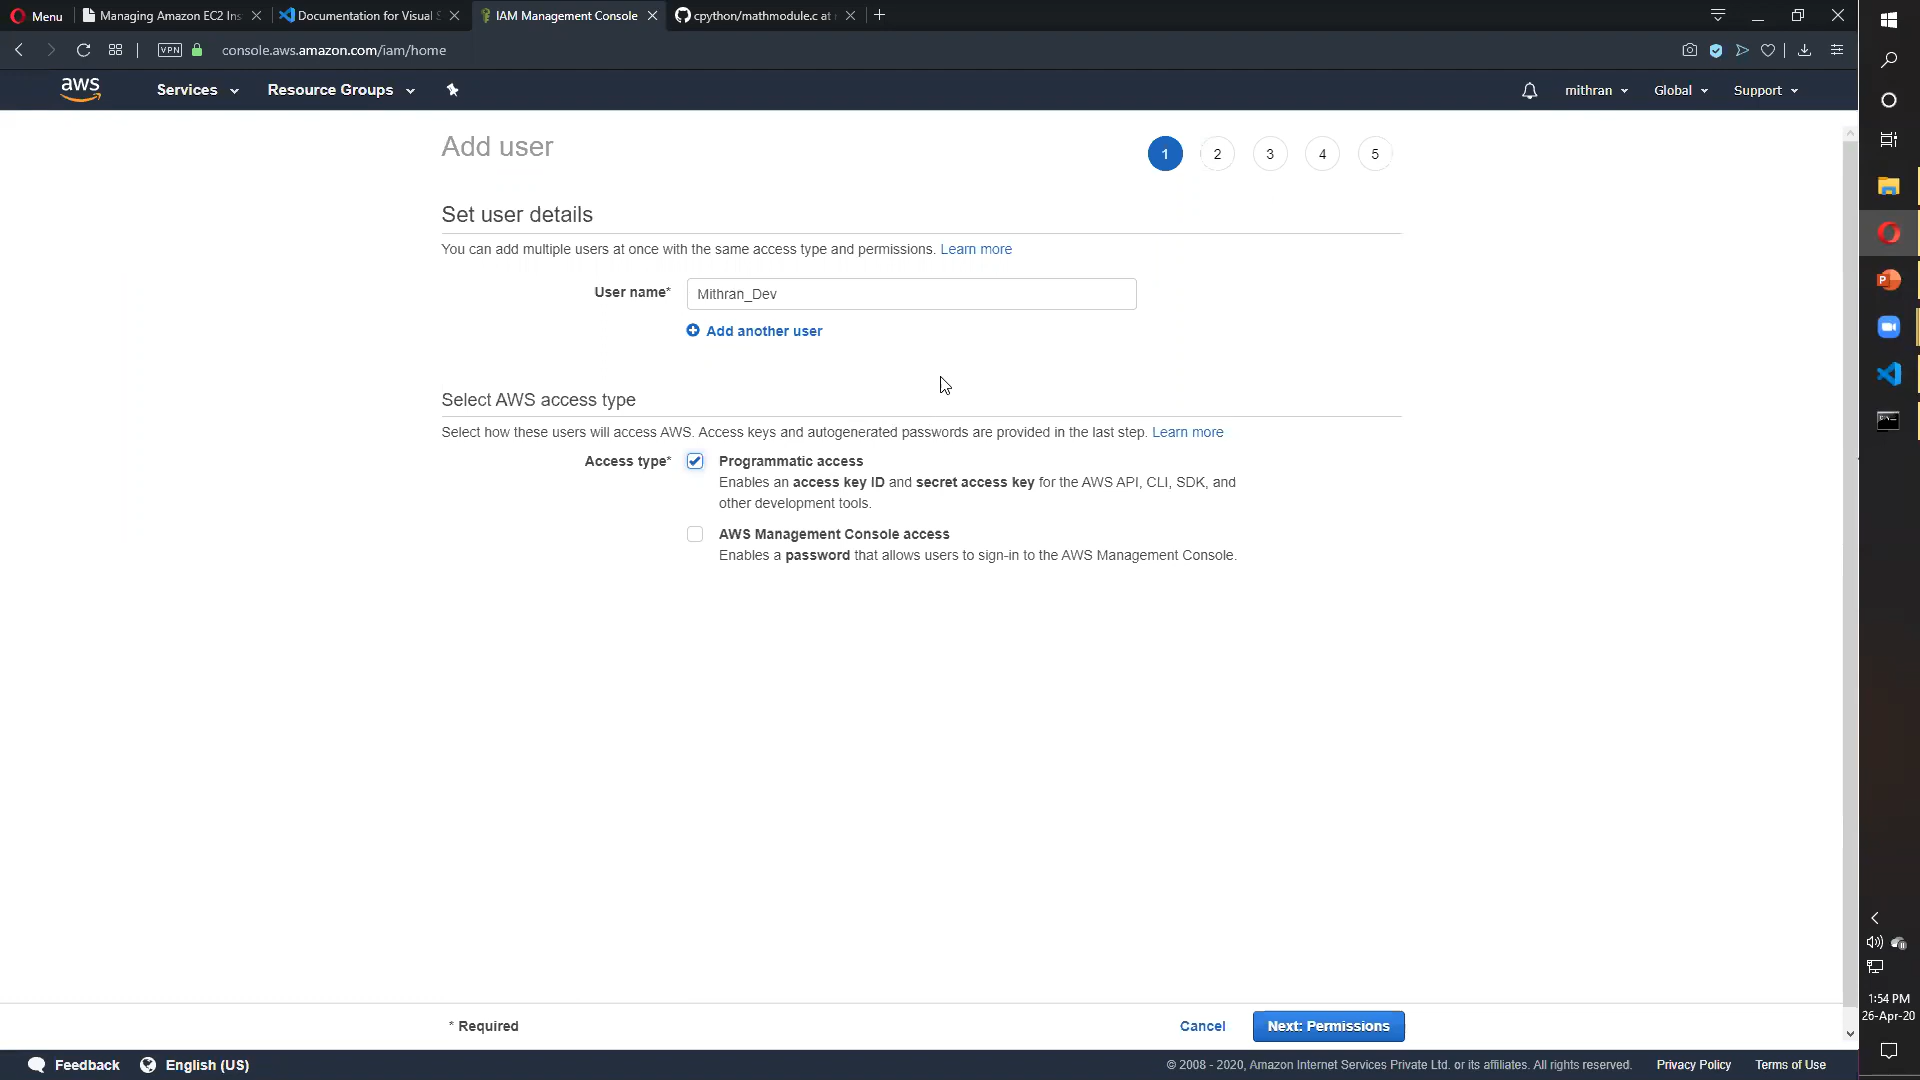 Menu
Managing Amazon EC2 Ins
Documentation for Visual S
IAM Management Console
cpython/mathmodule.c at
VPN
console.aws.amazon.com/iam/home
aws
Services
Resource Groups
mithran
Global
Support
Add user
1
2
3
4
5
Set user details
You can add multiple users at once with the same access type and permissions. Learn more
User name*
Mithran_Dev
Add another user
Select AWS access type
Select how these users will access AWS. Access keys and autogenerated passwords are provided in the last step. Learn more
Access type*
Programmatic access
Enables an access key ID and secret access key for the AWS API, CLI, SDK, and
other development tools.
AWS Management Console access
Enables a password that allows users to sign-in to the AWS Management Console.
* Required
Cancel
Next: Permissions
Feedback
English (US)
© 2008 - 2020, Amazon Internet Services Private Ltd. or its affiliates. All rights reserved.
Privacy Policy
Terms of Use
1:54 PM
26-Apr-20